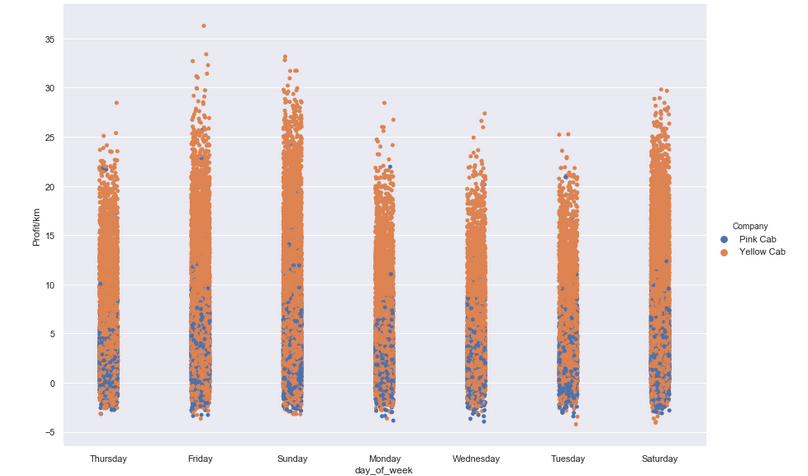 35
30
25
20
15
10
5
0
−5
Profit/km
Thursday Friday Sunday Monday Wednesday Tuesday Saturday
day_of_week
Company
Pink Cab
Yellow Cab